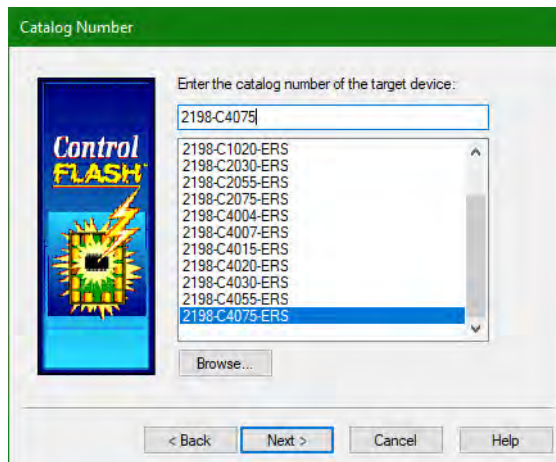 Catalog Number
Enter the catalog number of the target device:
2198-C4075
Control
FLASH
2198-C1020-ERS
2198-C2030-ERS
2198-C2055-ERS
2198-C2075-ERS
2198-C4004-ERS
2198-C4007-ERS
2198-C4015-ERS
2198-C4020-ERS
2198-C4030-ERS
2198-C4055-ERS
2198-C4075-ERS
Browse...
< Back
Next >
Cancel
Help